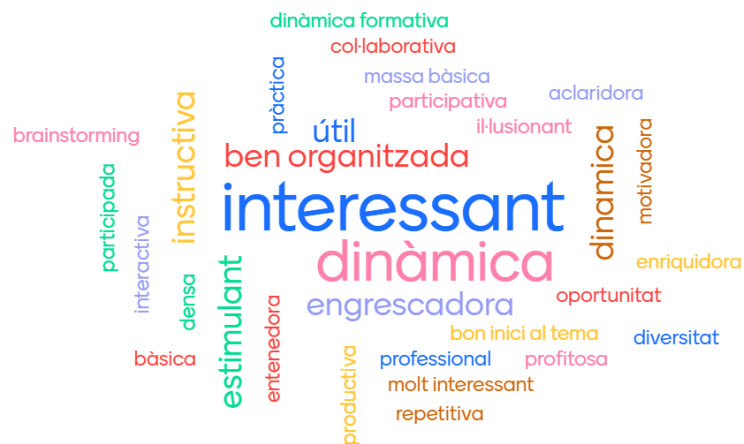 dinàmica formativa
col·laborativa
massa bàsica
pràctica
participativa
aclaridora
brainstorming
instructiva
útil
il·lusionant
dinamica
motivadora
ben organitzada
participada
interactiva
interessant
dinàmica
enriquidora
densa
estimulant
entenedora
engrescadora
oportunitat
bon inici al tema
diversitat
bàsica
productiva
professional
profitosa
molt interessant
repetitiva